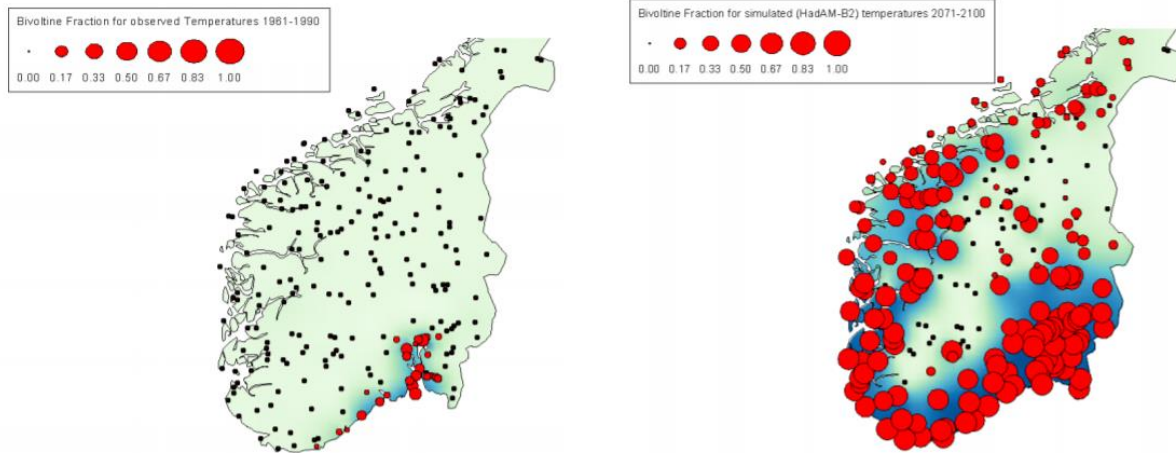 Bivoltine Fraction for observed Temperatures 1961-1990
0.00 0.17 0.33 0.50 0.67 0.83 1.00
Bivoltine Fraction for simulated (HadAM-B2) temperatures 2071-2100
0.00 0.17 0.33 0.50 0.67 0.83 1.00